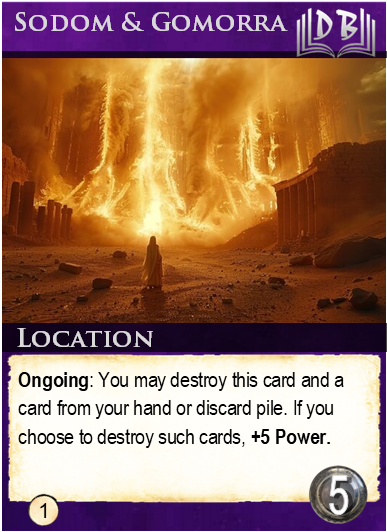 SODOM & GOMORRA
DB
LOCATION
Ongoing: You may destroy this card and a
card from your hand or discard pile. If you
choose to destroy such cards, +5 Power.
1
5